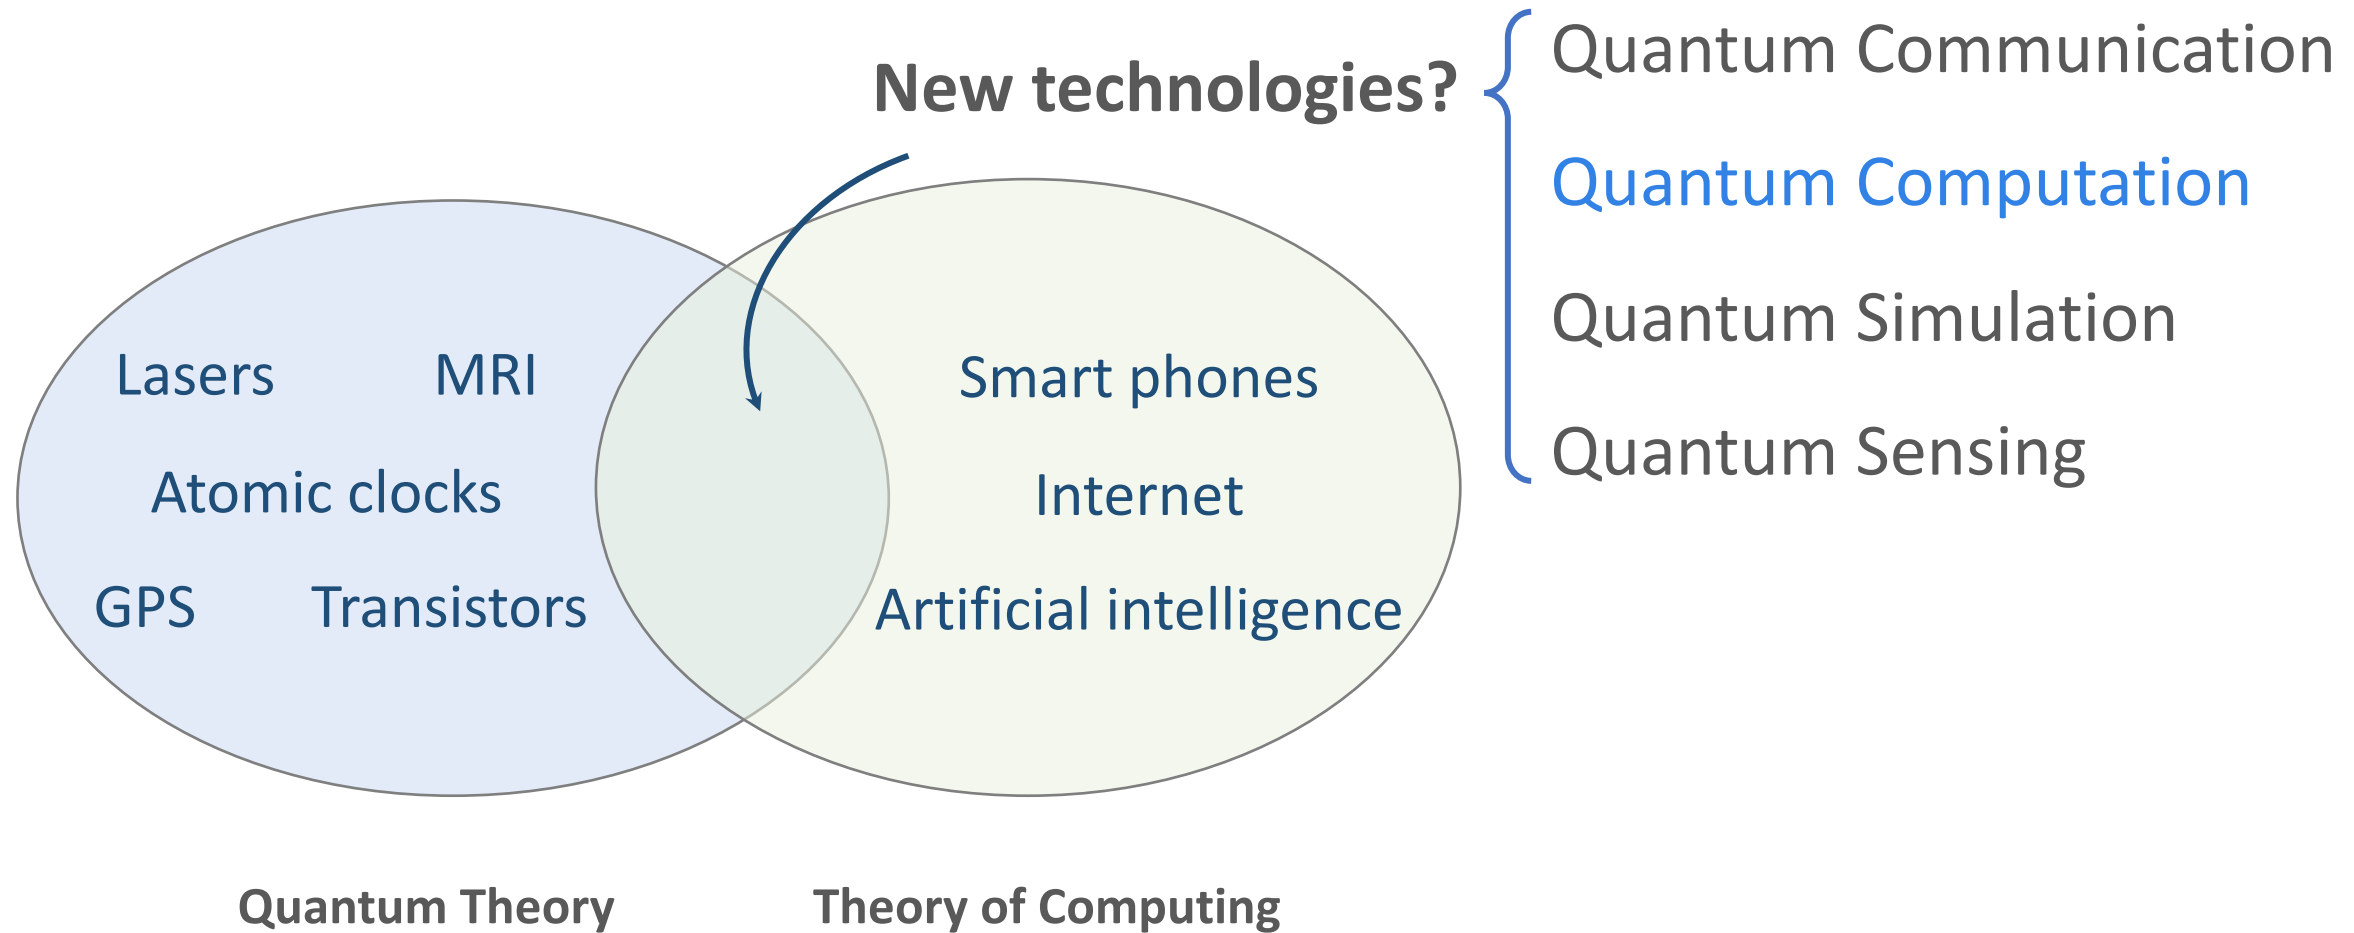 New technologies?
Quantum Communication
Quantum Computation
Quantum Simulation
Quantum Sensing
Lasers MRI
Atomic clocks
GPS Transistors
Smart phones
Internet
Artificial intelligence
Quantum Theory
Theory of Computing